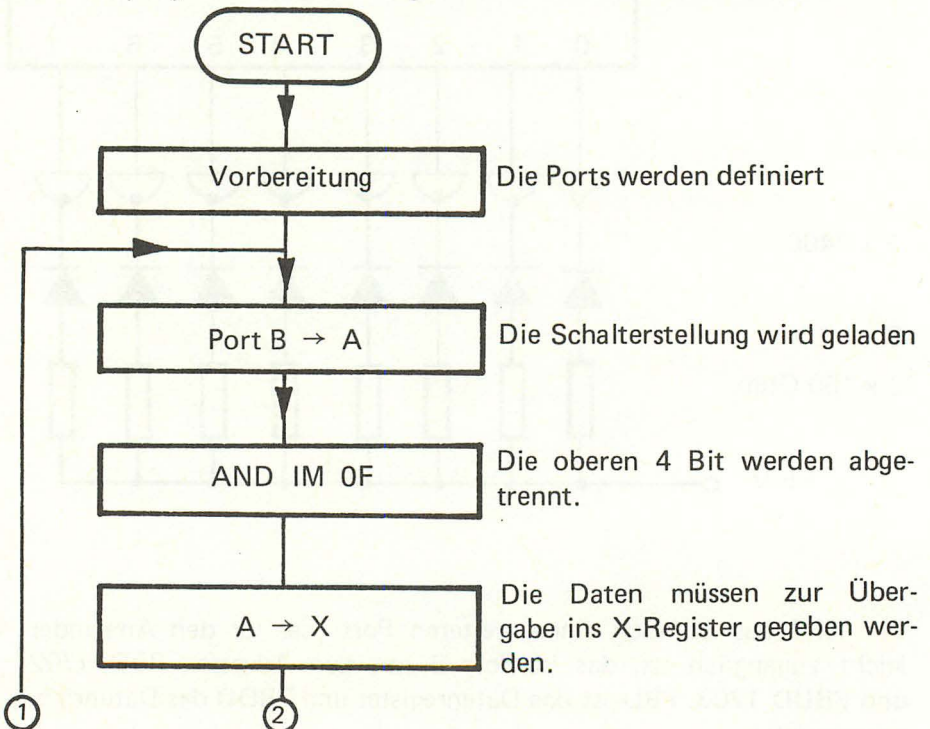 START
Vorbereitung
Die Ports werden definiert
Port B → A
Die Schalterstellung wird geladen
AND IM 0F
Die oberen 4 Bit werden abge-
trennt.
A → X
Die Daten müssen zur Über-
gabe ins X-Register gegeben wer-
den.
1
2